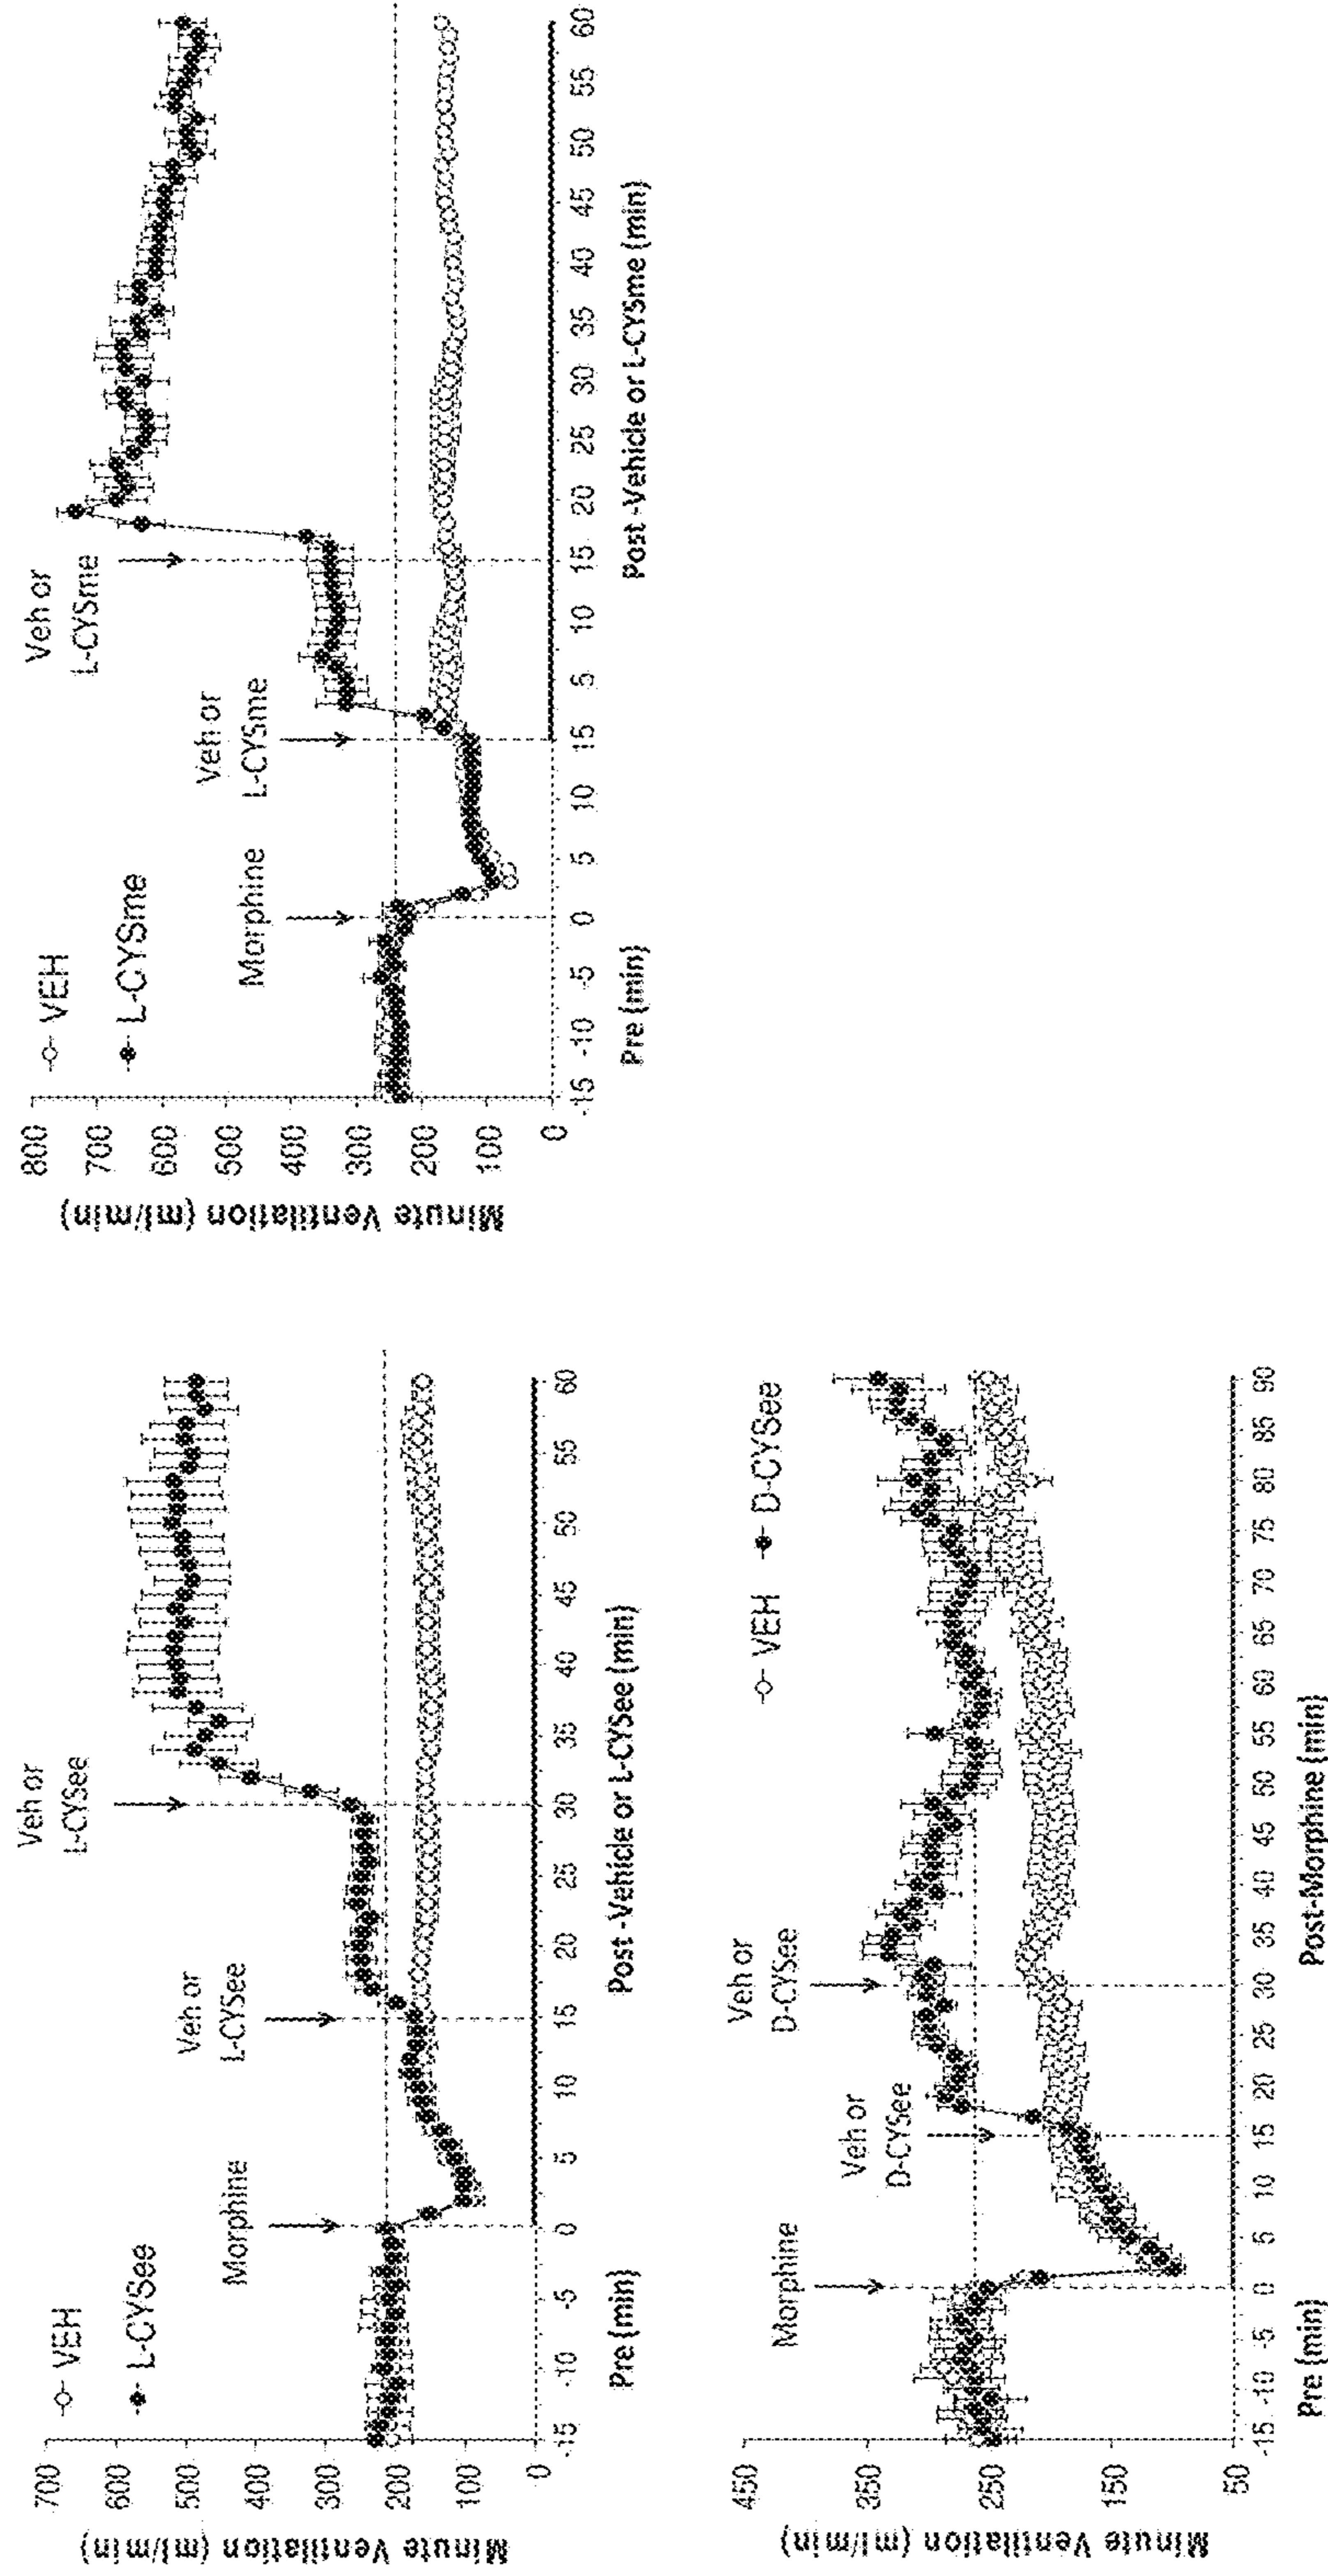 VEH
L-CYSee
Morphine
Veh or
L-CYSee
Veh or
L-CYSee
Minute Ventilation (ml/min)
700
600
500
400
300
200
100
0
-15 -10 -5 0 5 10 15 20 25 30 35 40 45 50 55 60
Pre (min)
Post -Vehicle or L-CYSee (min)
VEH
L-CYSme
Morphine
Veh or
L-CYSme
Veh or
L-CYSme
Minute Ventilation (ml/min)
800
700
600
500
400
300
200
100
0
-15 -10 -5 0 5 10 15 5 10 15 20 25 30 35 40 45 50 55 60
Pre (min)
Post -Vehicle or L-CYSme (min)
Morphine
Veh or
D-CYSee
Veh or
D-CYSee
VEH
D-CYSee
Minute Ventilation (ml/min)
450
350
250
150
50
-15 -10 -5 0 5 10 15 20 25 30 35 40 45 50 55 60 65 70 75 80 85 90
Pre (min)
Post-Morphine (min)